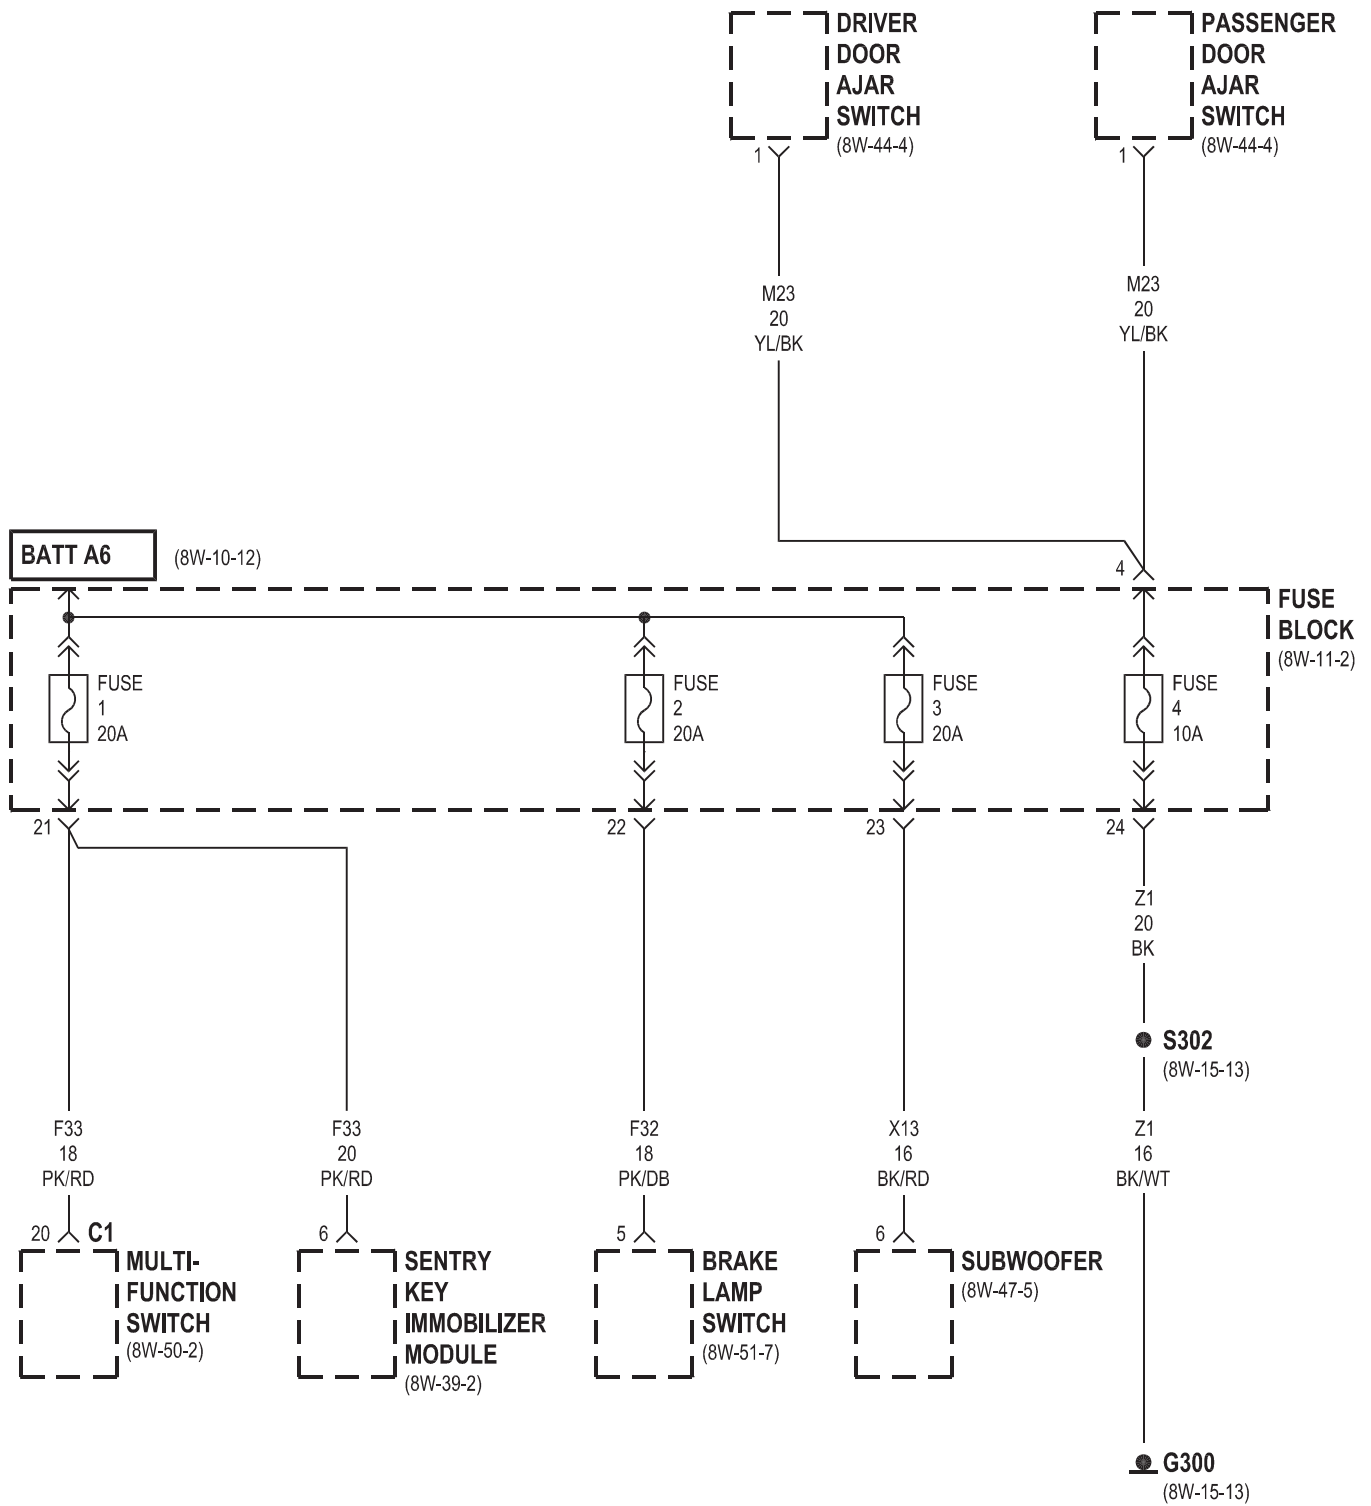 DRIVER
DOOR
AJAR
SWITCH
(8W-44-4)
1
PASSENGER
DOOR
AJAR
SWITCH
(8W-44-4)
1
M23
20
YL/BK
M23
20
YL/BK
BATT A6
(8W-10-12)
4
FUSE
BLOCK
(8W-11-2)
FUSE
1
20A
FUSE
2
20A
FUSE
3
20A
FUSE
4
10A
21
22
23
24
Z1
20
BK
S302
(8W-15-13)
F33
18
PK/RD
F33
20
PK/RD
F32
18
PK/DB
X13
16
BK/RD
Z1
16
BK/WT
20
C1
MULTI-
FUNCTION
SWITCH
(8W-50-2)
6
SENTRY
KEY
IMMOBILIZER
MODULE
(8W-39-2)
5
BRAKE
LAMP
SWITCH
(8W-51-7)
6
SUBWOOFER
(8W-47-5)
G300
(8W-15-13)